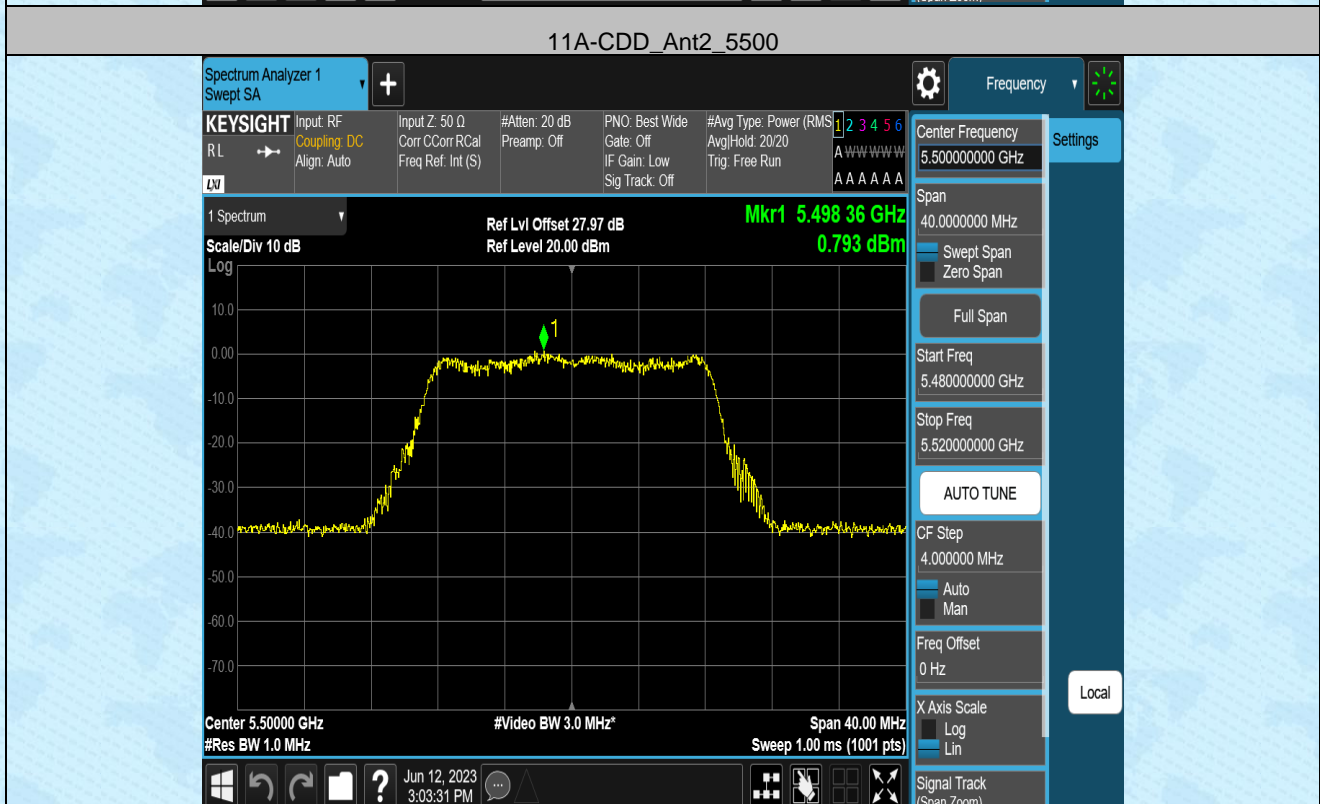 (Span Zoom)
11A-CDD_Ant2_5500
Spectrum Analyzer 1
Swept SA
Frequency
KEYSIGHT
R L
LXI
Input: RF
Coupling: DC
Align: Auto
Input Z: 50 Ω
Corr CCorr RCal
Freq Ref: Int (S)
#Atten: 20 dB
Preamp: Off
PNO: Best Wide
Gate: Off
IF Gain: Low
Sig Track: Off
#Avg Type: Power (RMS
Avg|Hold: 20/20
Trig: Free Run
1 2 3 4 5 6
A W W W W W
A A A A A A
Center Frequency
5.500000000 GHz
Settings
1 Spectrum
Scale/Div 10 dB
Log
Ref Lvl Offset 27.97 dB
Ref Level 20.00 dBm
Mkr1 5.498 36 GHz
0.793 dBm
1
10.0
0.00
-10.0
-20.0
-30.0
-40.0
-50.0
-60.0
-70.0
Center 5.50000 GHz
#Res BW 1.0 MHz
#Video BW 3.0 MHz*
Span 40.00 MHz
Sweep 1.00 ms (1001 pts)
Span
40.0000000 MHz
Swept Span
Zero Span
Full Span
Start Freq
5.480000000 GHz
Stop Freq
5.520000000 GHz
AUTO TUNE
CF Step
4.000000 MHz
Auto
Man
Freq Offset
0 Hz
X Axis Scale
Log
Lin
Local
Signal Track
(Span Zoom)
?
Jun 12, 2023
3:03:31 PM